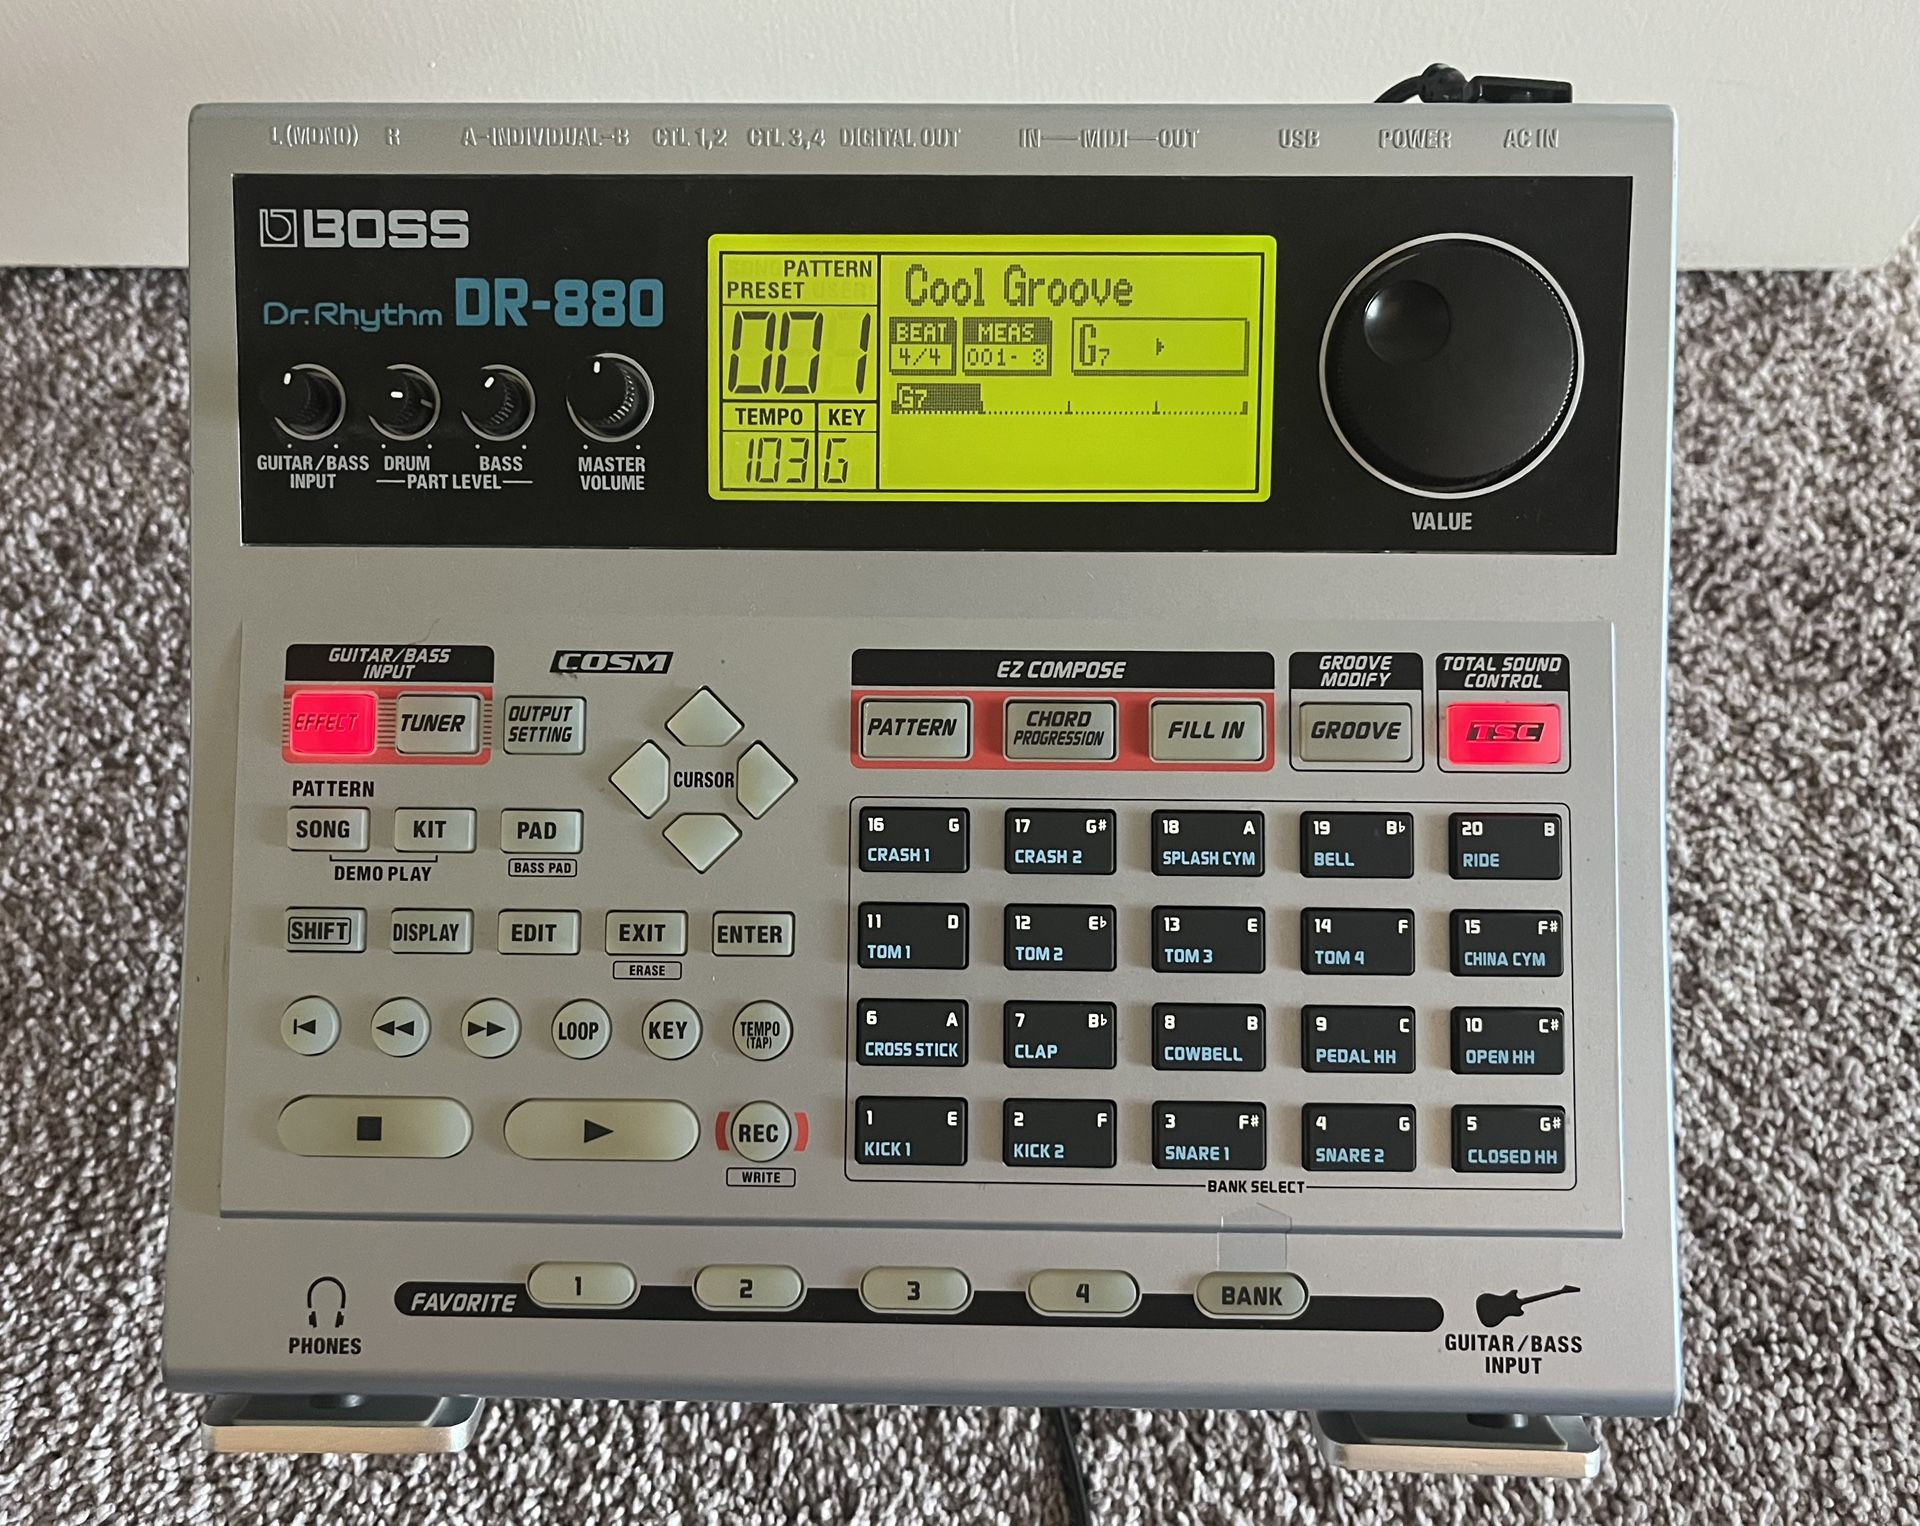 L (MONO) R A-INDIVIDUAL-B CTL 1,2 CTL 3,4 DIGITAL OUT IN—MIDI—OUT USB POWER AC IN
BOSS
Dr.Rhythm DR-880
GUITAR/BASS INPUT
DRUM
BASS
PART LEVEL
MASTER VOLUME
PATTERN
PRESET
001
TEMPO KEY
103 G
Cool Groove
BEAT MEAS
4/4 001- 3
G7
G7
VALUE
GUITAR/BASS
INPUT
EFFECT TUNER
OUTPUT
SETTING
COSM
CURSOR
EZ COMPOSE
PATTERN
CHORD
PROGRESSION
FILL IN
GROOVE
MODIFY
GROOVE
TOTAL SOUND
CONTROL
TSC
PATTERN
SONG KIT PAD
DEMO PLAY
BASS PAD
SHIFT DISPLAY EDIT EXIT ENTER
ERASE
LOOP KEY TEMPO
(TAP)
REC
WRITE
16 G 17 G# 18 A 19 B♭ 20 B
CRASH 1 CRASH 2 SPLASH CYM BELL RIDE
11 D 12 E♭ 13 E 14 F 15 F#
TOM 1 TOM 2 TOM 3 TOM 4 CHINA CYM
6 A 7 B♭ 8 B 9 C 10 C#
CROSS STICK CLAP COWBELL PEDAL HH OPEN HH
1 E 2 F 3 F# 4 G 5 G#
KICK 1 KICK 2 SNARE 1 SNARE 2 CLOSED HH
BANK SELECT
PHONES
FAVORITE 1 2 3 4 BANK
GUITAR/BASS
INPUT